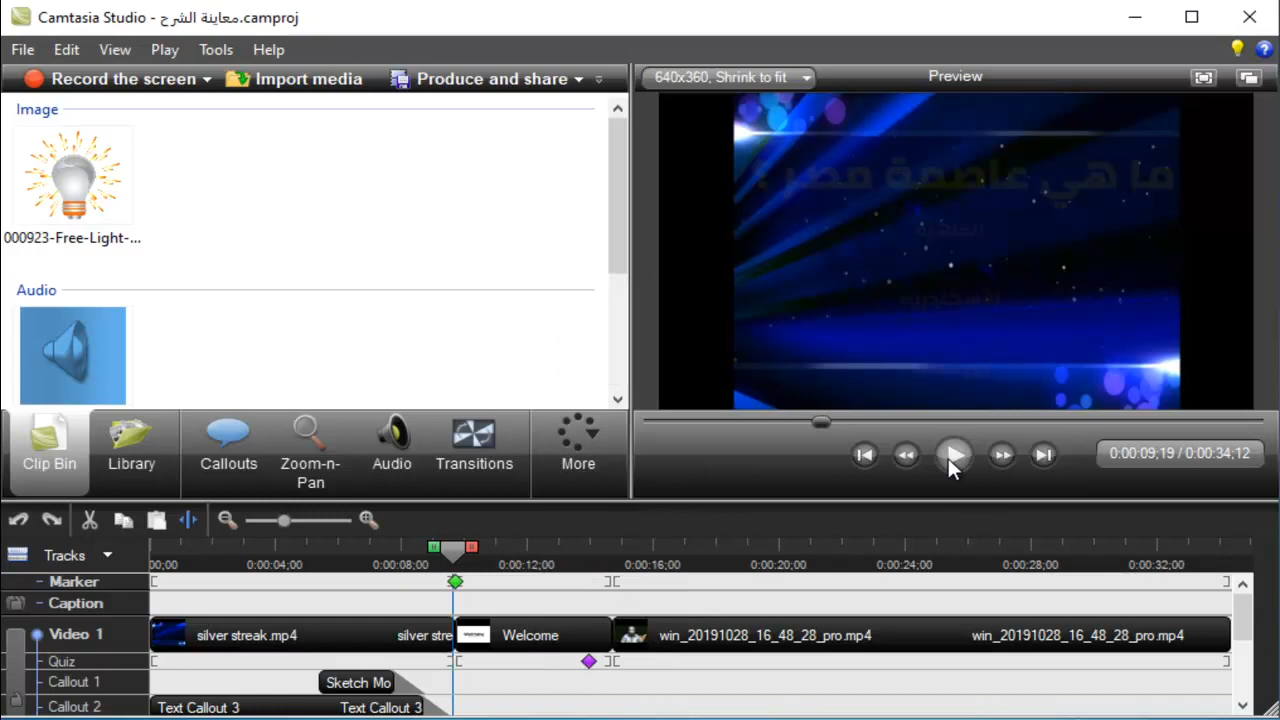 Camtasia Studio - معاينة الشرح.camproj
File Edit View Play Tools Help
Record the screen Import media Produce and share
640x360, Shrink to fit Preview
Image
000923-Free-Light-...
Audio
ما هي عاصمة مصر ؟
القاهرة
الأسكندرية
Clip Bin Library Callouts Zoom-n-Pan Audio Transitions More
0:00:09;19 / 0:00:34;12
Tracks
00;00 0:00:04;00 0:00:08;00 0:00:12;00 0:00:16;00 0:00:20;00 0:00:24;00 0:00:28;00 0:00:32;00
Marker
Caption
Video 1 silver streak.mp4 silver stre Welcome win_20191028_16_48_28_pro.mp4 win_20191028_16_48_28_pro.mp4
Quiz
Callout 1 Sketch Mo
Callout 2 Text Callout 3 Text Callout 3